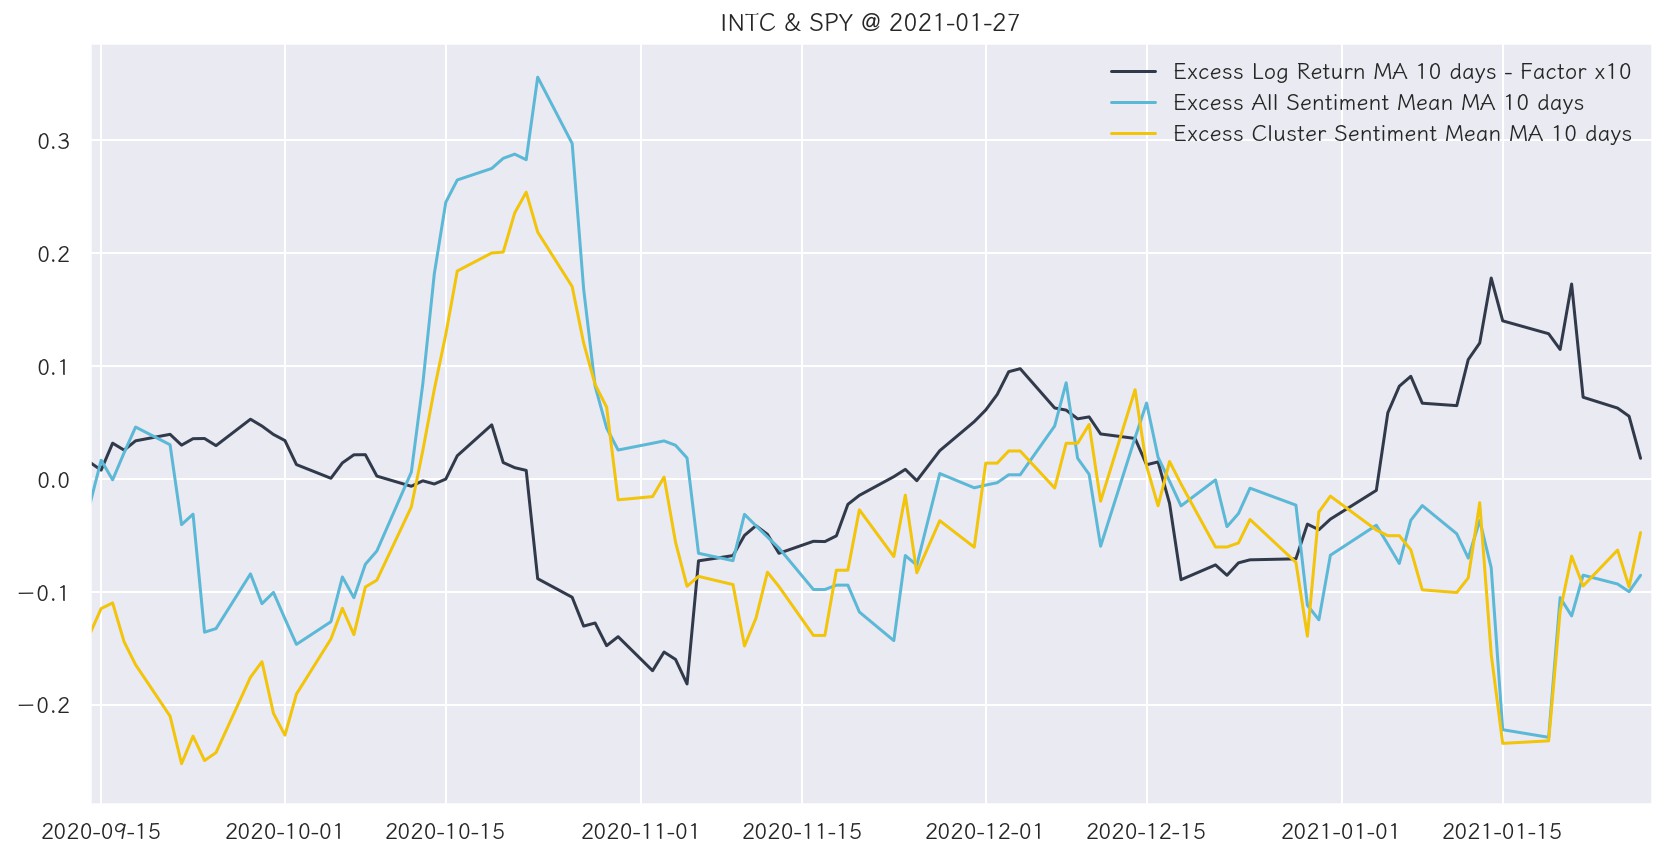 INTC & SPY @ 2021-01-27
Excess Log Return MA 10 days - Factor x10
Excess All Sentiment Mean MA 10 days
Excess Cluster Sentiment Mean MA 10 days
0.3
0.2
0.1
0.0
−0.1
−0.2
2020-09-15 2020-10-01 2020-10-15 2020-11-01 2020-11-15 2020-12-01 2020-12-15 2021-01-01 2021-01-15